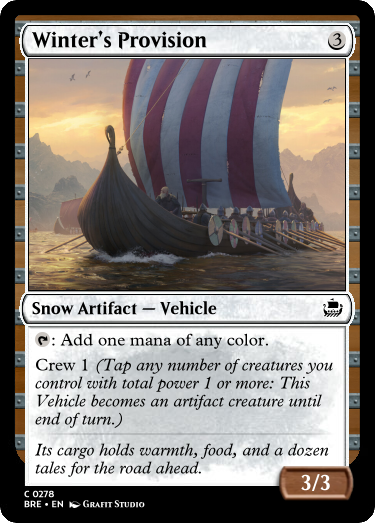 Winter's Provision 3
Snow Artifact — Vehicle
: Add one mana of any color.
Crew 1 (Tap any number of creatures you
control with total power 1 or more: This
Vehicle becomes an artifact creature until
end of turn.)
Its cargo holds warmth, food, and a dozen
tales for the road ahead.
3/3
C 0278
BRE • EN Grafit Studio